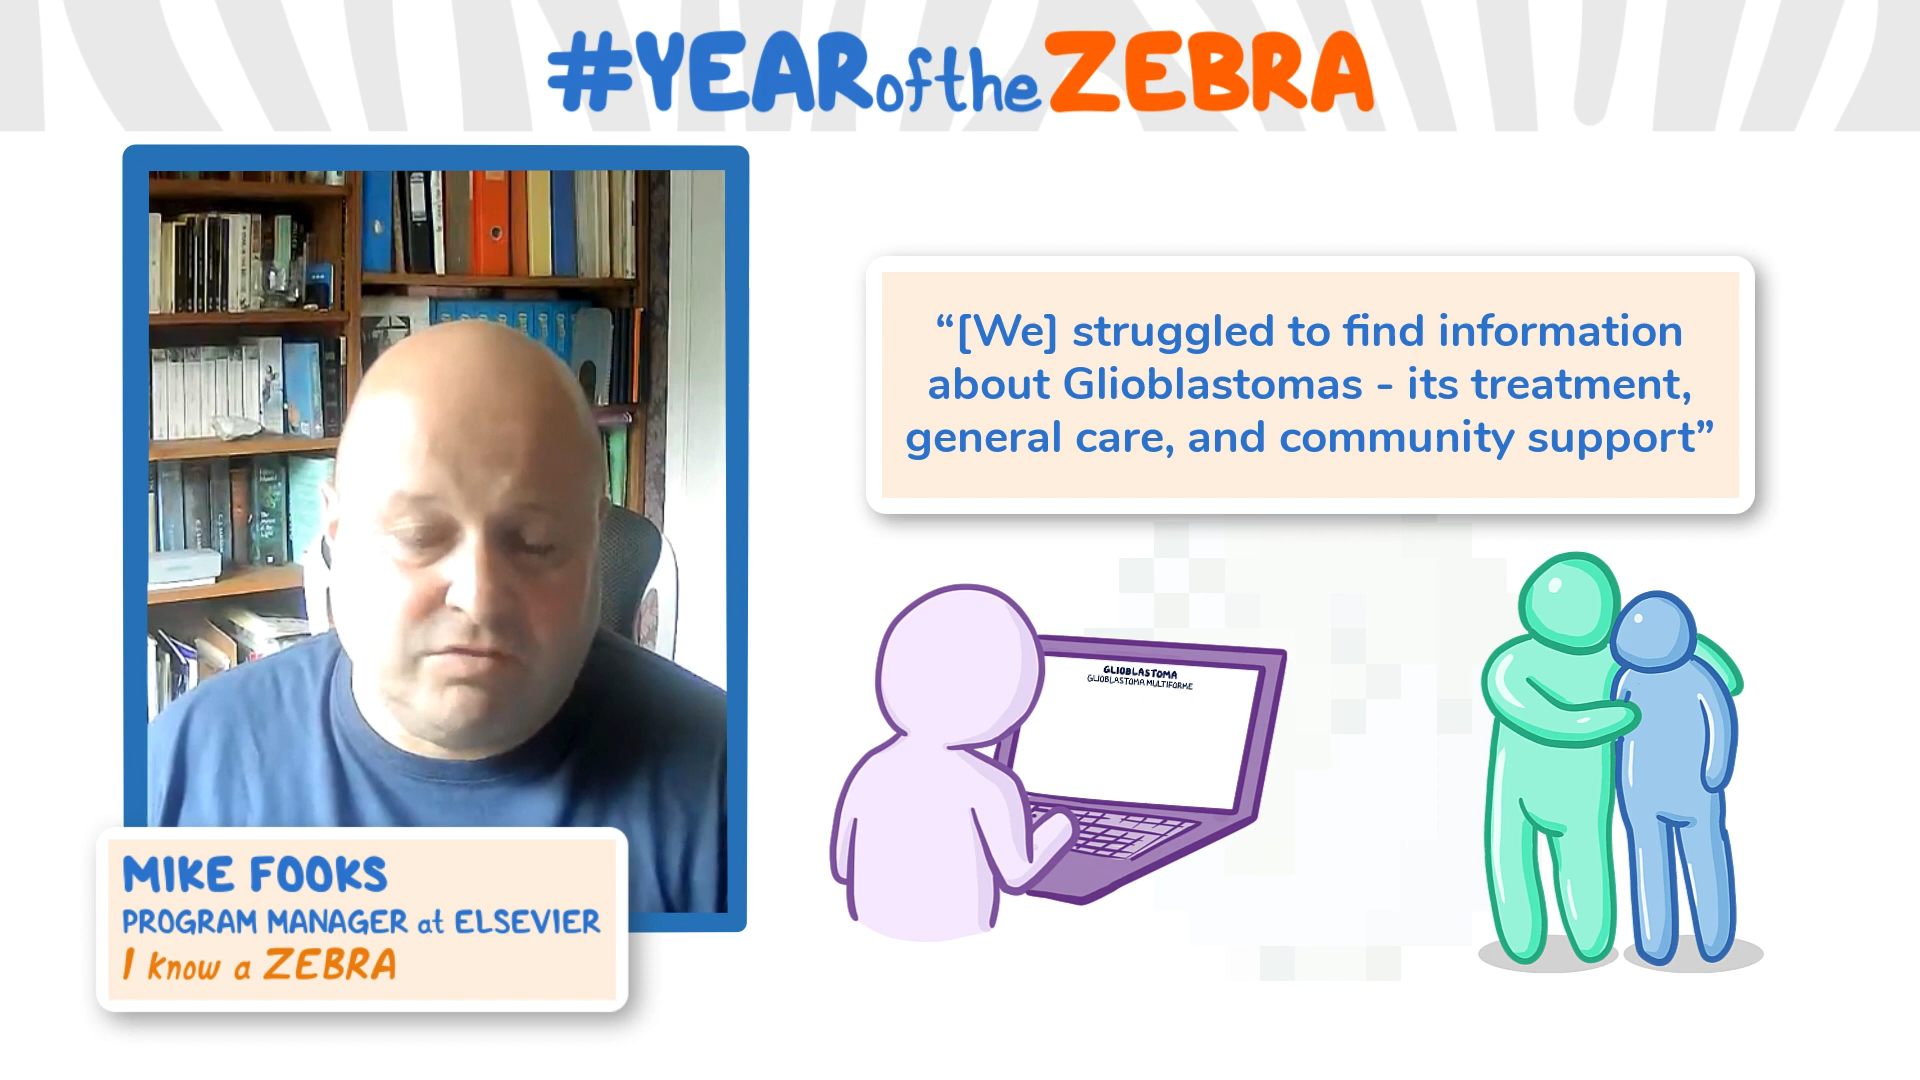 #YEARoftheZEBRA
“[We] struggled to find information
about Glioblastomas - its treatment,
general care, and community support”
GLIOBLASTOMA
GLIOBLASTOMA MULTIFORME
MIKE FOOKS
PROGRAM MANAGER at ELSEVIER
I know a ZEBRA